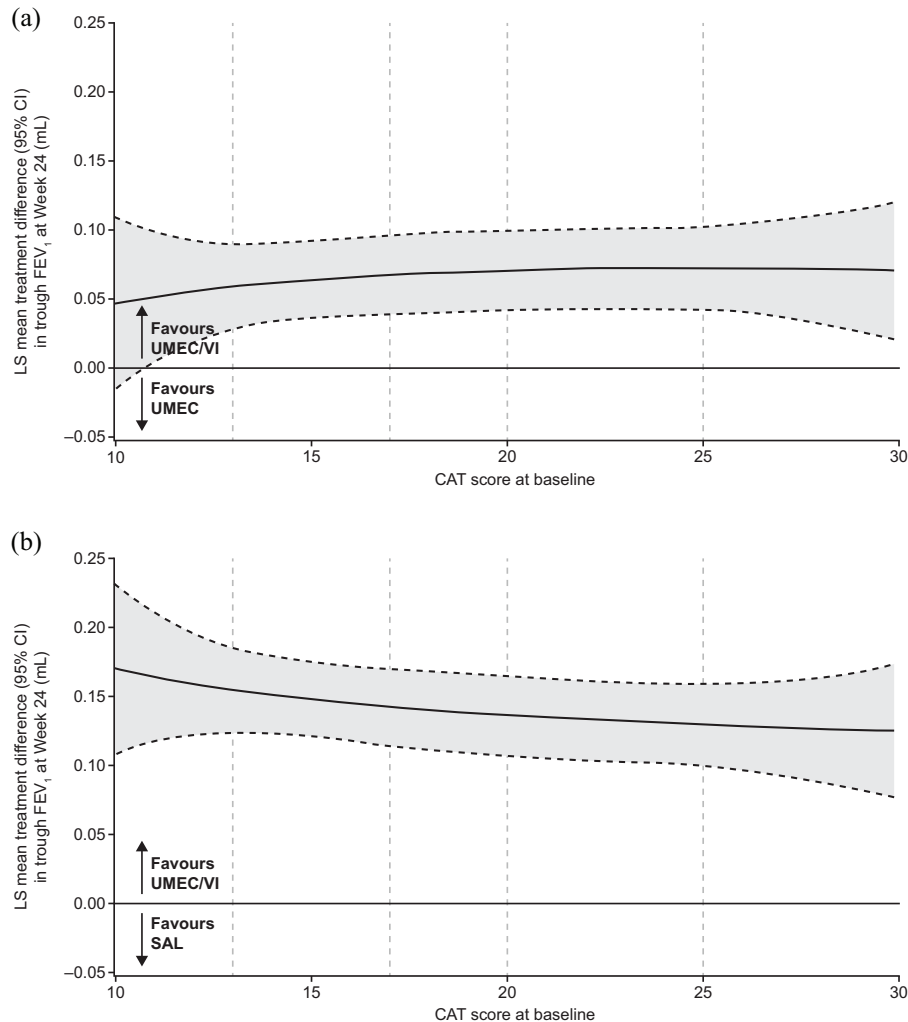 (a)
LS mean treatment difference (95% CI)
in trough FEV1 at Week 24 (mL)
0.25
0.20
0.15
0.10
0.05
0.00
–0.05
Favours
UMEC/VI
Favours
UMEC
10 15 20 25 30
CAT score at baseline
(b)
LS mean treatment difference (95% CI)
in trough FEV1 at Week 24 (mL)
0.25
0.20
0.15
0.10
0.05
0.00
–0.05
Favours
UMEC/VI
Favours
SAL
10 15 20 25 30
CAT score at baseline